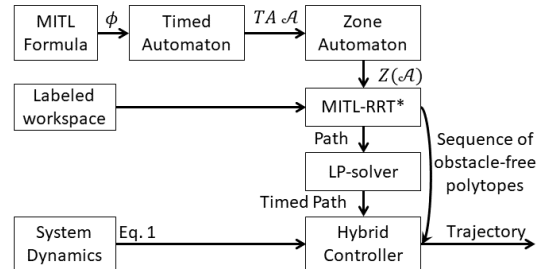 MITL
Formula
ϕ
Timed
Automaton
TA 𝒜
Zone
Automaton
Z(𝒜)
Labeled
workspace
MITL-RRT*
Path
Sequence of
obstacle-free
polytopes
LP-solver
Timed Path
System
Dynamics
Eq. 1
Hybrid
Controller
Trajectory